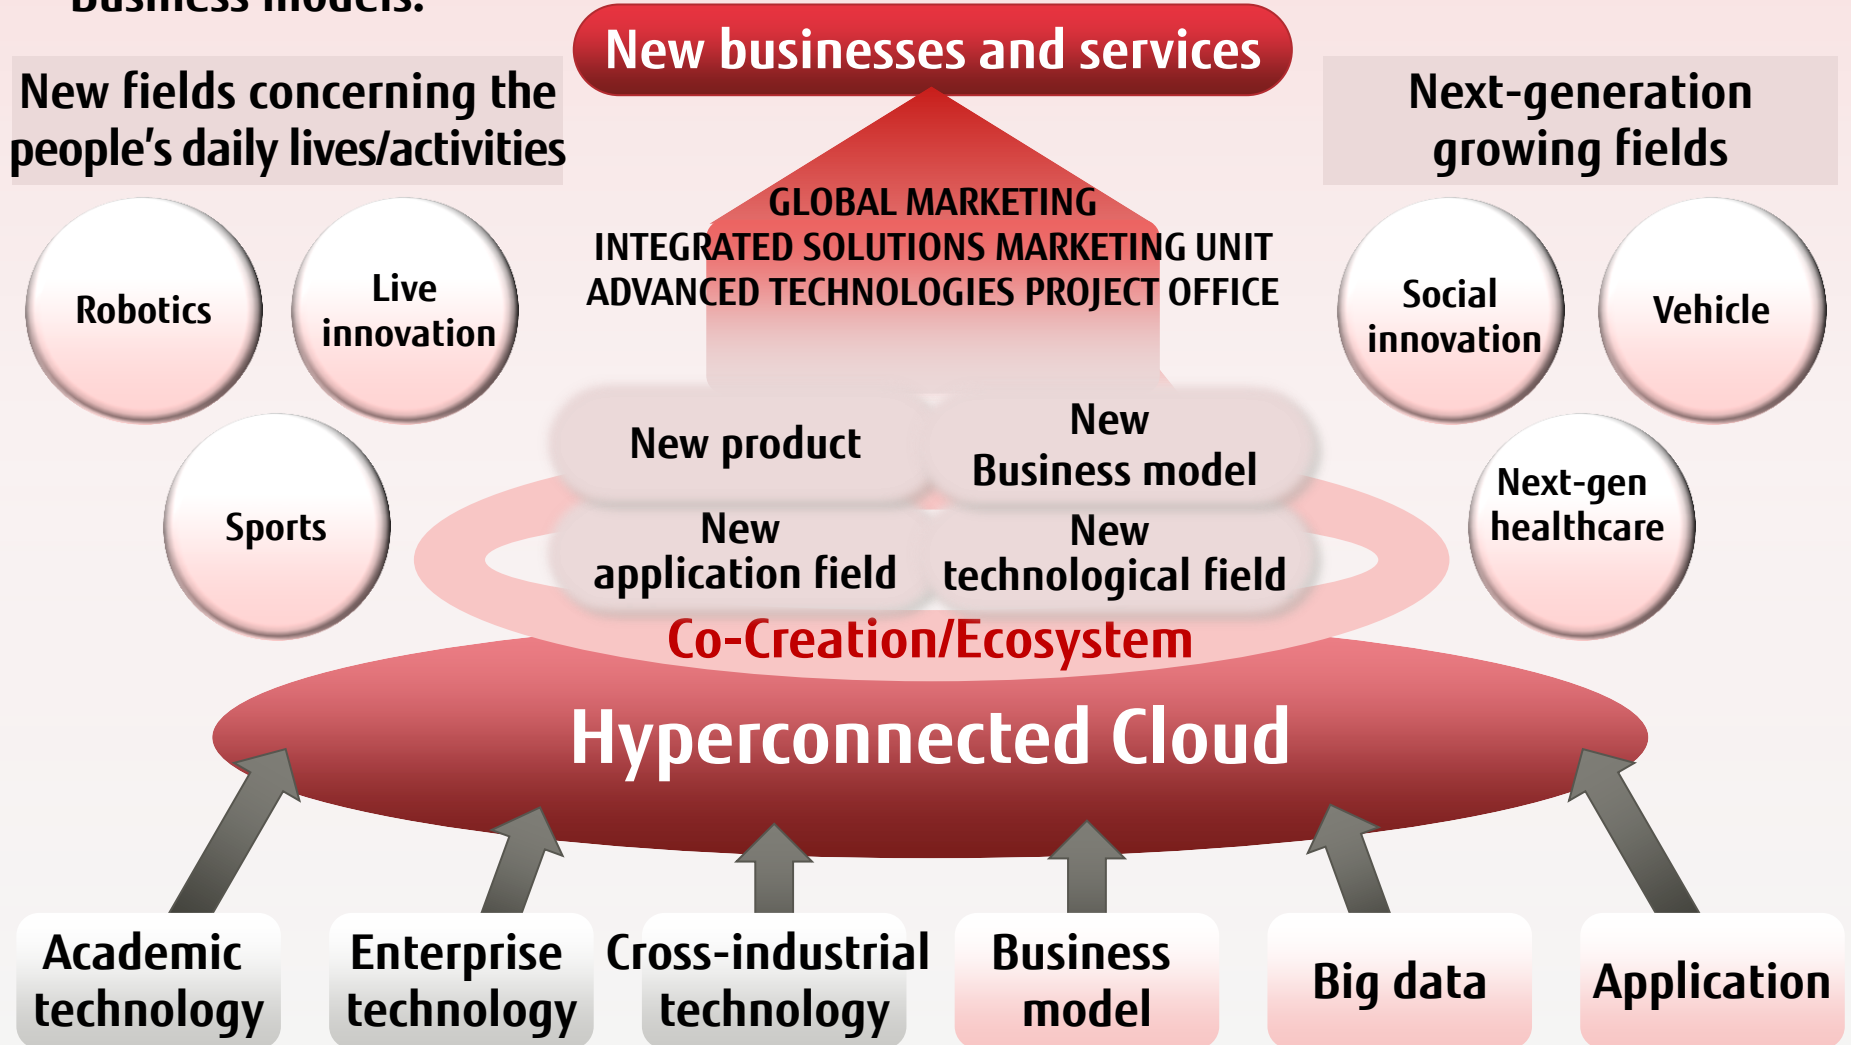 Business models.
New businesses and services
New fields concerning the
people's daily lives/activities
Next-generation
growing fields
GLOBAL MARKETING
INTEGRATED SOLUTIONS MARKETING UNIT
ADVANCED TECHNOLOGIES PROJECT OFFICE
Robotics
Live
innovation
Sports
Social
innovation
Vehicle
Next-gen
healthcare
New product
New
Business model
New
application field
New
technological field
Co-Creation/Ecosystem
Hyperconnected Cloud
Academic
technology
Enterprise
technology
Cross-industrial
technology
Business
model
Big data
Application